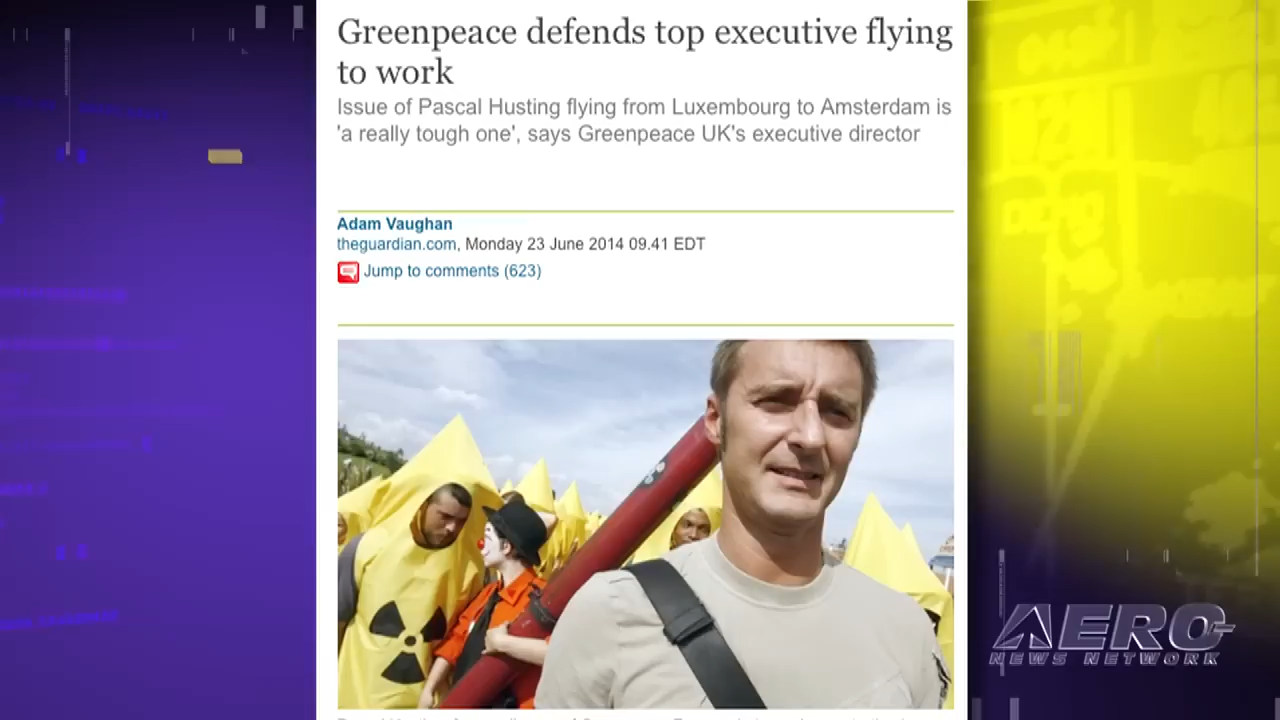 Greenpeace defends top executive flying
to work
Issue of Pascal Husting flying from Luxembourg to Amsterdam is
'a really tough one', says Greenpeace UK's executive director
Adam Vaughan
theguardian.com, Monday 23 June 2014 09.41 EDT
Jump to comments (623)
AERO-
NEWS NETWORK